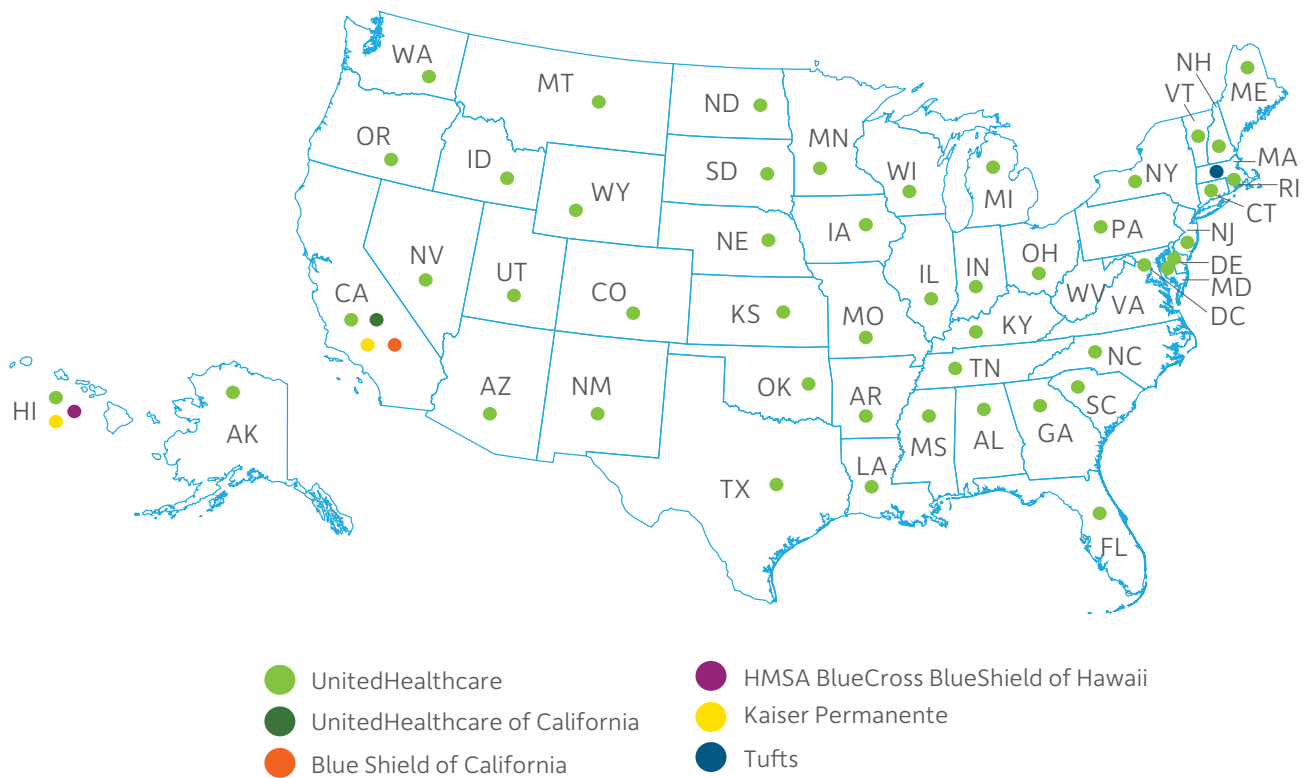 WA
MT
ND
MN
NH
VT
ME
OR
ID
WY
SD
WI
MI
NY
MA
RI
CT
NV
UT
CO
NE
IA
IL
IN
OH
PA
NJ
DE
MD
DC
CA
KS
MO
KY
WV
VA
HI
AK
AZ
NM
OK
AR
TN
NC
SC
TX
LA
MS
AL
GA
FL
UnitedHealthcare
UnitedHealthcare of California
Blue Shield of California
HMSA BlueCross BlueShield of Hawaii
Kaiser Permanente
Tufts